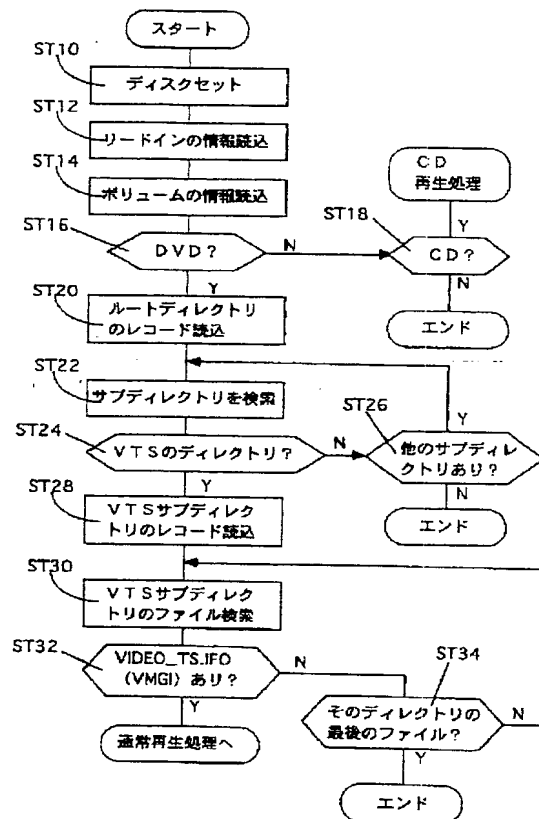 スタート
ST10
ディスクセット
ST12
リードインの情報読込
ST14
ボリュームの情報読込
ST16
DVD?
N
Y
ST18
CD?
Y
CD
再生処理
N
エンド
ST20
ルートディレクトリ
のレコード読込
ST22
サブディレクトリを検索
ST24
VTSのディレクトリ?
N
Y
ST26
他のサブディレ
クトリあり?
Y
N
エンド
ST28
VTSサブディレク
トリのレコード読込
ST30
VTSサブディレク
トリのファイル検索
ST32
VIDEO_TS.IFO
(VMGI)あり?
N
Y
通常再生処理へ
ST34
そのディレクトリの
最後のファイル?
N
Y
エンド